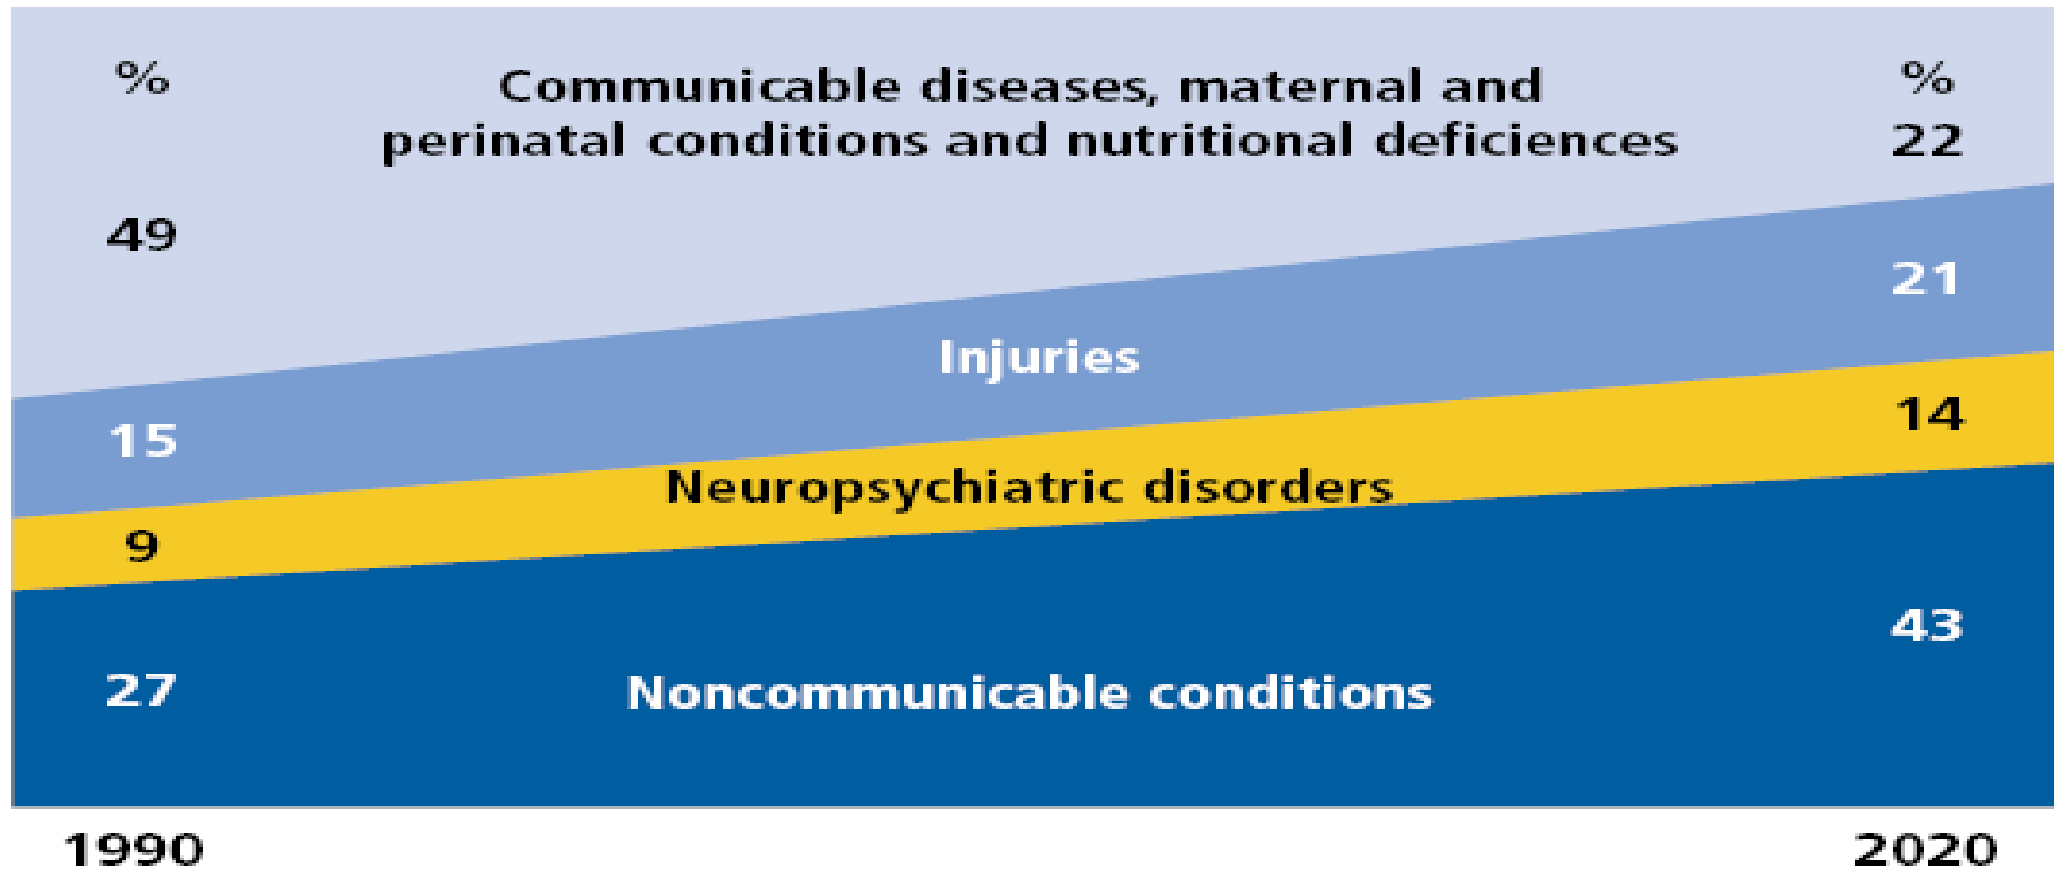 %
Communicable diseases, maternal and
%
perinatal conditions and nutritional deficiences
22
49
21
Injuries
14
15
Neuropsychiatric disorders
9
43
27
Noncommunicable conditions
1990
2020